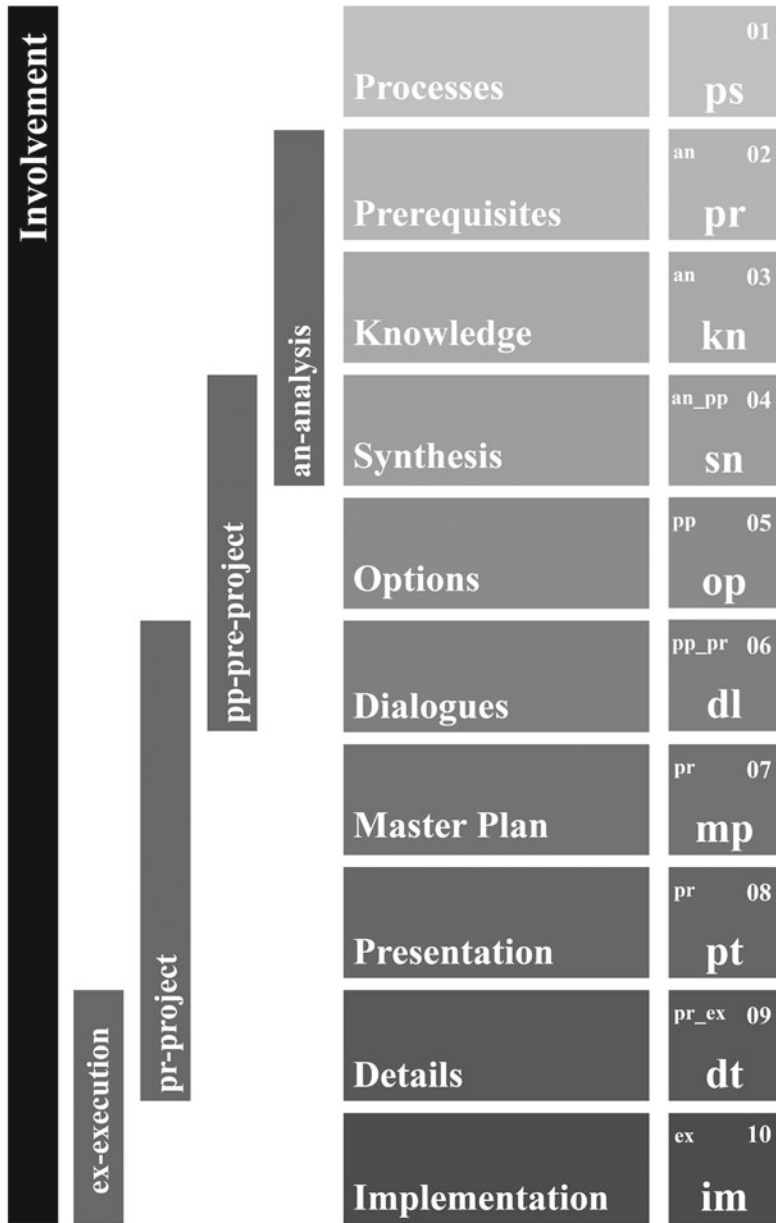 Involvement
ex-execution
pr-project
pp-pre-project
an-analysis
Processes
01
ps
Prerequisites
an 02
pr
Knowledge
an 03
kn
Synthesis
an_pp 04
sn
Options
pp 05
op
Dialogues
pp_pr 06
dl
Master Plan
pr 07
mp
Presentation
pr 08
pt
Details
pr_ex 09
dt
Implementation
ex 10
im